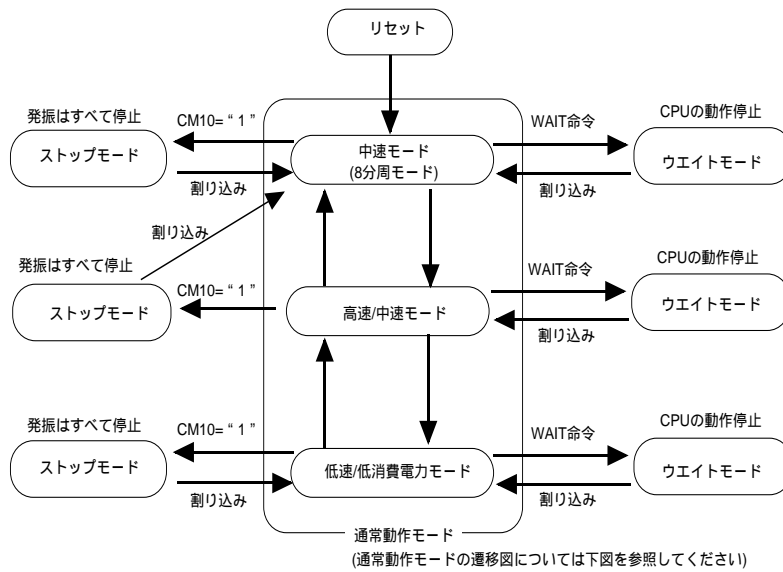 リセット
発振はすべて停止
CM10= “ 1 ”
WAIT命令
CPUの動作停止
ストップモード
中速モード
(8分周モード)
ウエイトモード
割り込み
割り込み
割り込み
発振はすべて停止
CM10= “ 1 ”
WAIT命令
CPUの動作停止
ストップモード
高速/中速モード
ウエイトモード
割り込み
発振はすべて停止
CM10= “ 1 ”
WAIT命令
CPUの動作停止
ストップモード
低速/低消費電力モード
ウエイトモード
割り込み
割り込み
通常動作モード
(通常動作モードの遷移図については下図を参照してください)